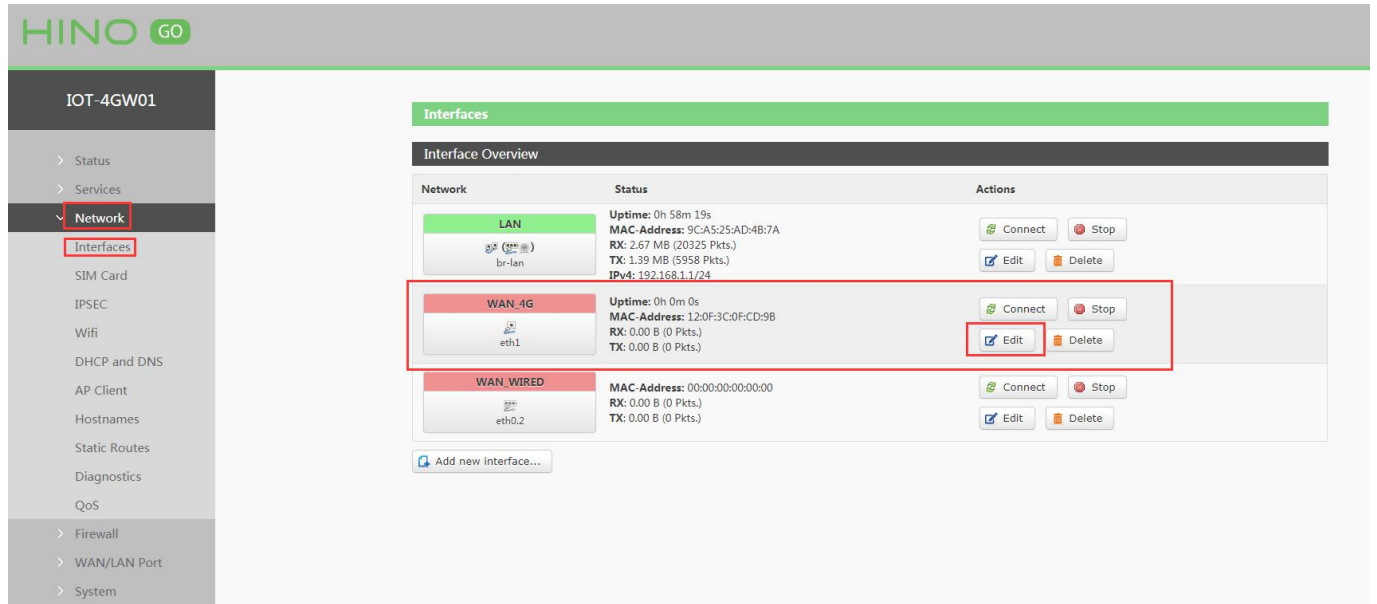 HINO GO
IOT-4GW01
Status
Services
Network
Interfaces
SIM Card
IPSEC
Wifi
DHCP and DNS
AP Client
Hostnames
Static Routes
Diagnostics
QoS
Firewall
WAN/LAN Port
System
Interfaces
Interface Overview
Network Status Actions
LAN
br-lan
Uptime: 0h 58m 19s
MAC-Address: 9C:A5:25:AD:4B:7A
RX: 2.67 MB (20325 Pkts.)
TX: 1.39 MB (5958 Pkts.)
IPv4: 192.168.1.1/24
Connect Stop
Edit Delete
WAN_4G
eth1
Uptime: 0h 0m 0s
MAC-Address: 12:0F:3C:0F:CD:9B
RX: 0.00 B (0 Pkts.)
TX: 0.00 B (0 Pkts.)
Connect Stop
Edit Delete
WAN_WIRED
eth0.2
MAC-Address: 00:00:00:00:00:00
RX: 0.00 B (0 Pkts.)
TX: 0.00 B (0 Pkts.)
Connect Stop
Edit Delete
Add new interface...